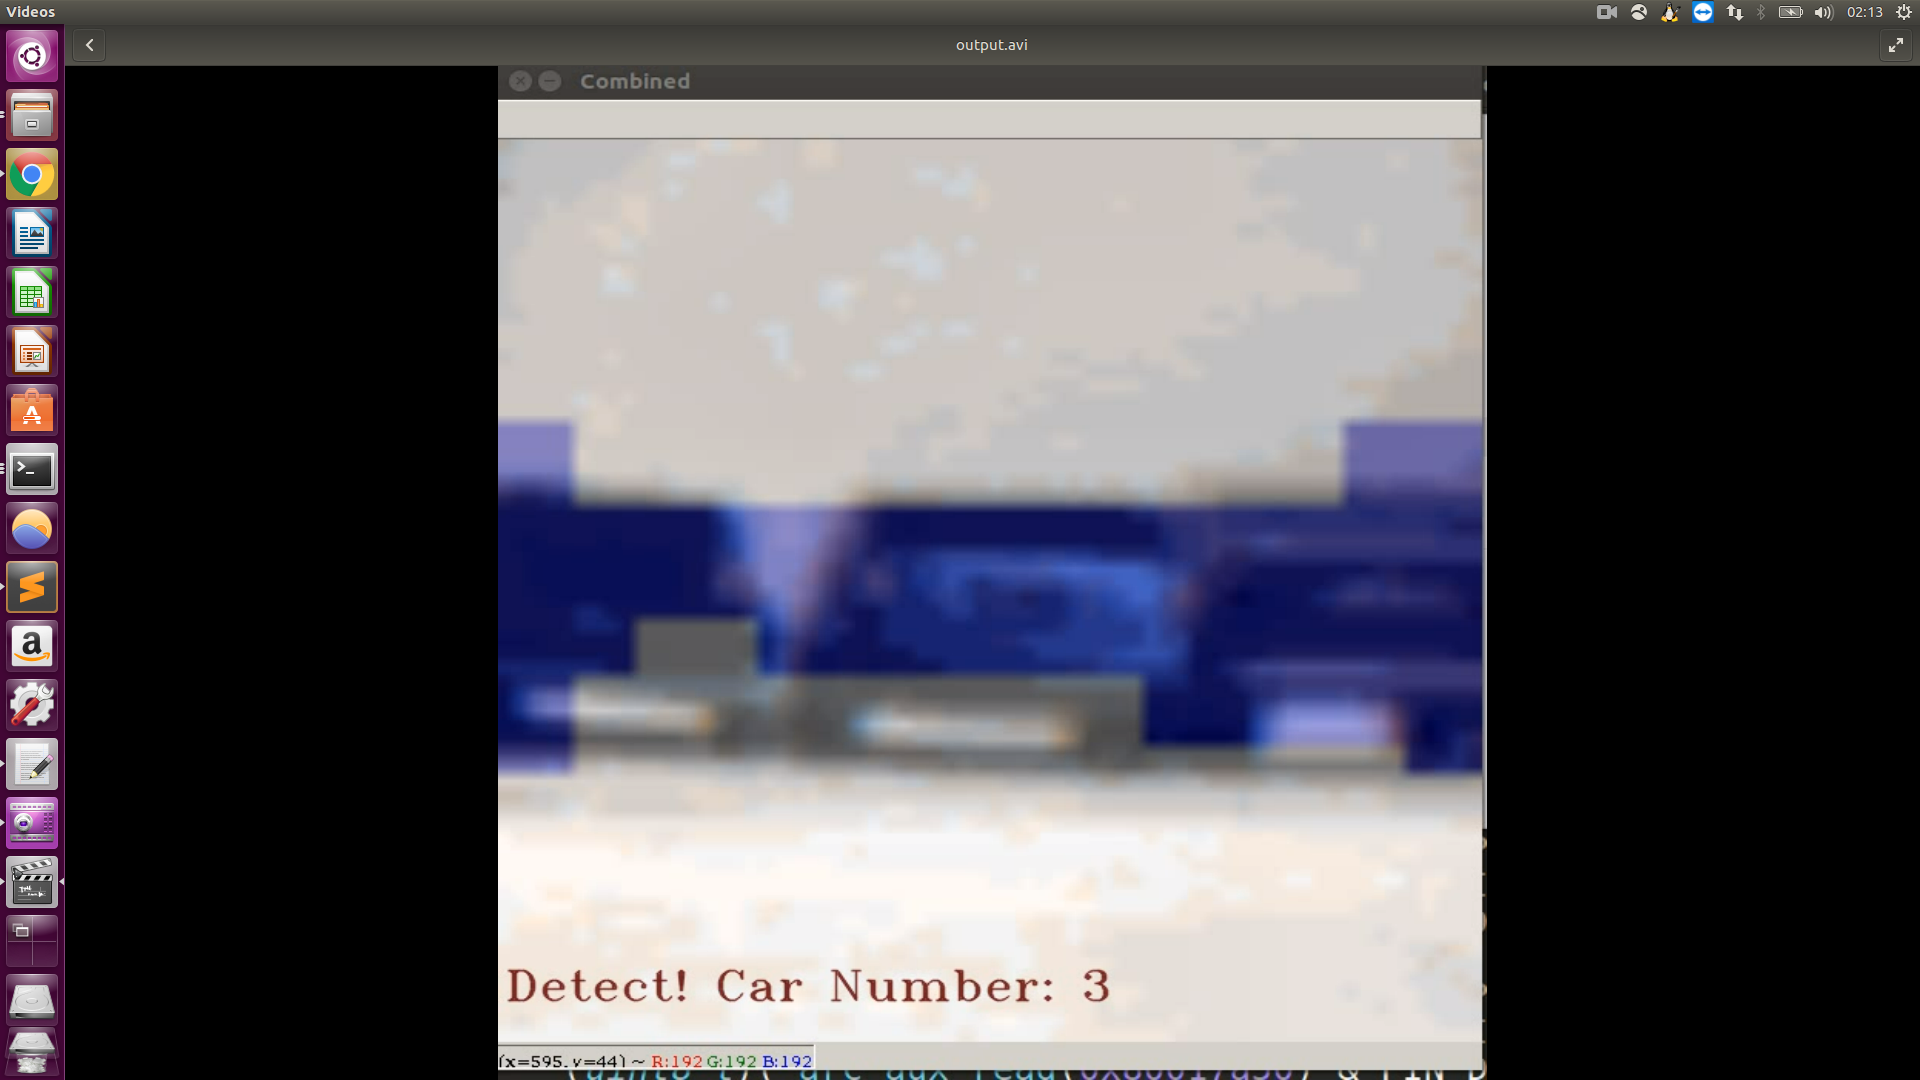 Videos
02:13
output.avi
Combined
Detect! Car Number: 3
(x=595, y=44) ~ R:192 G:192 B:192